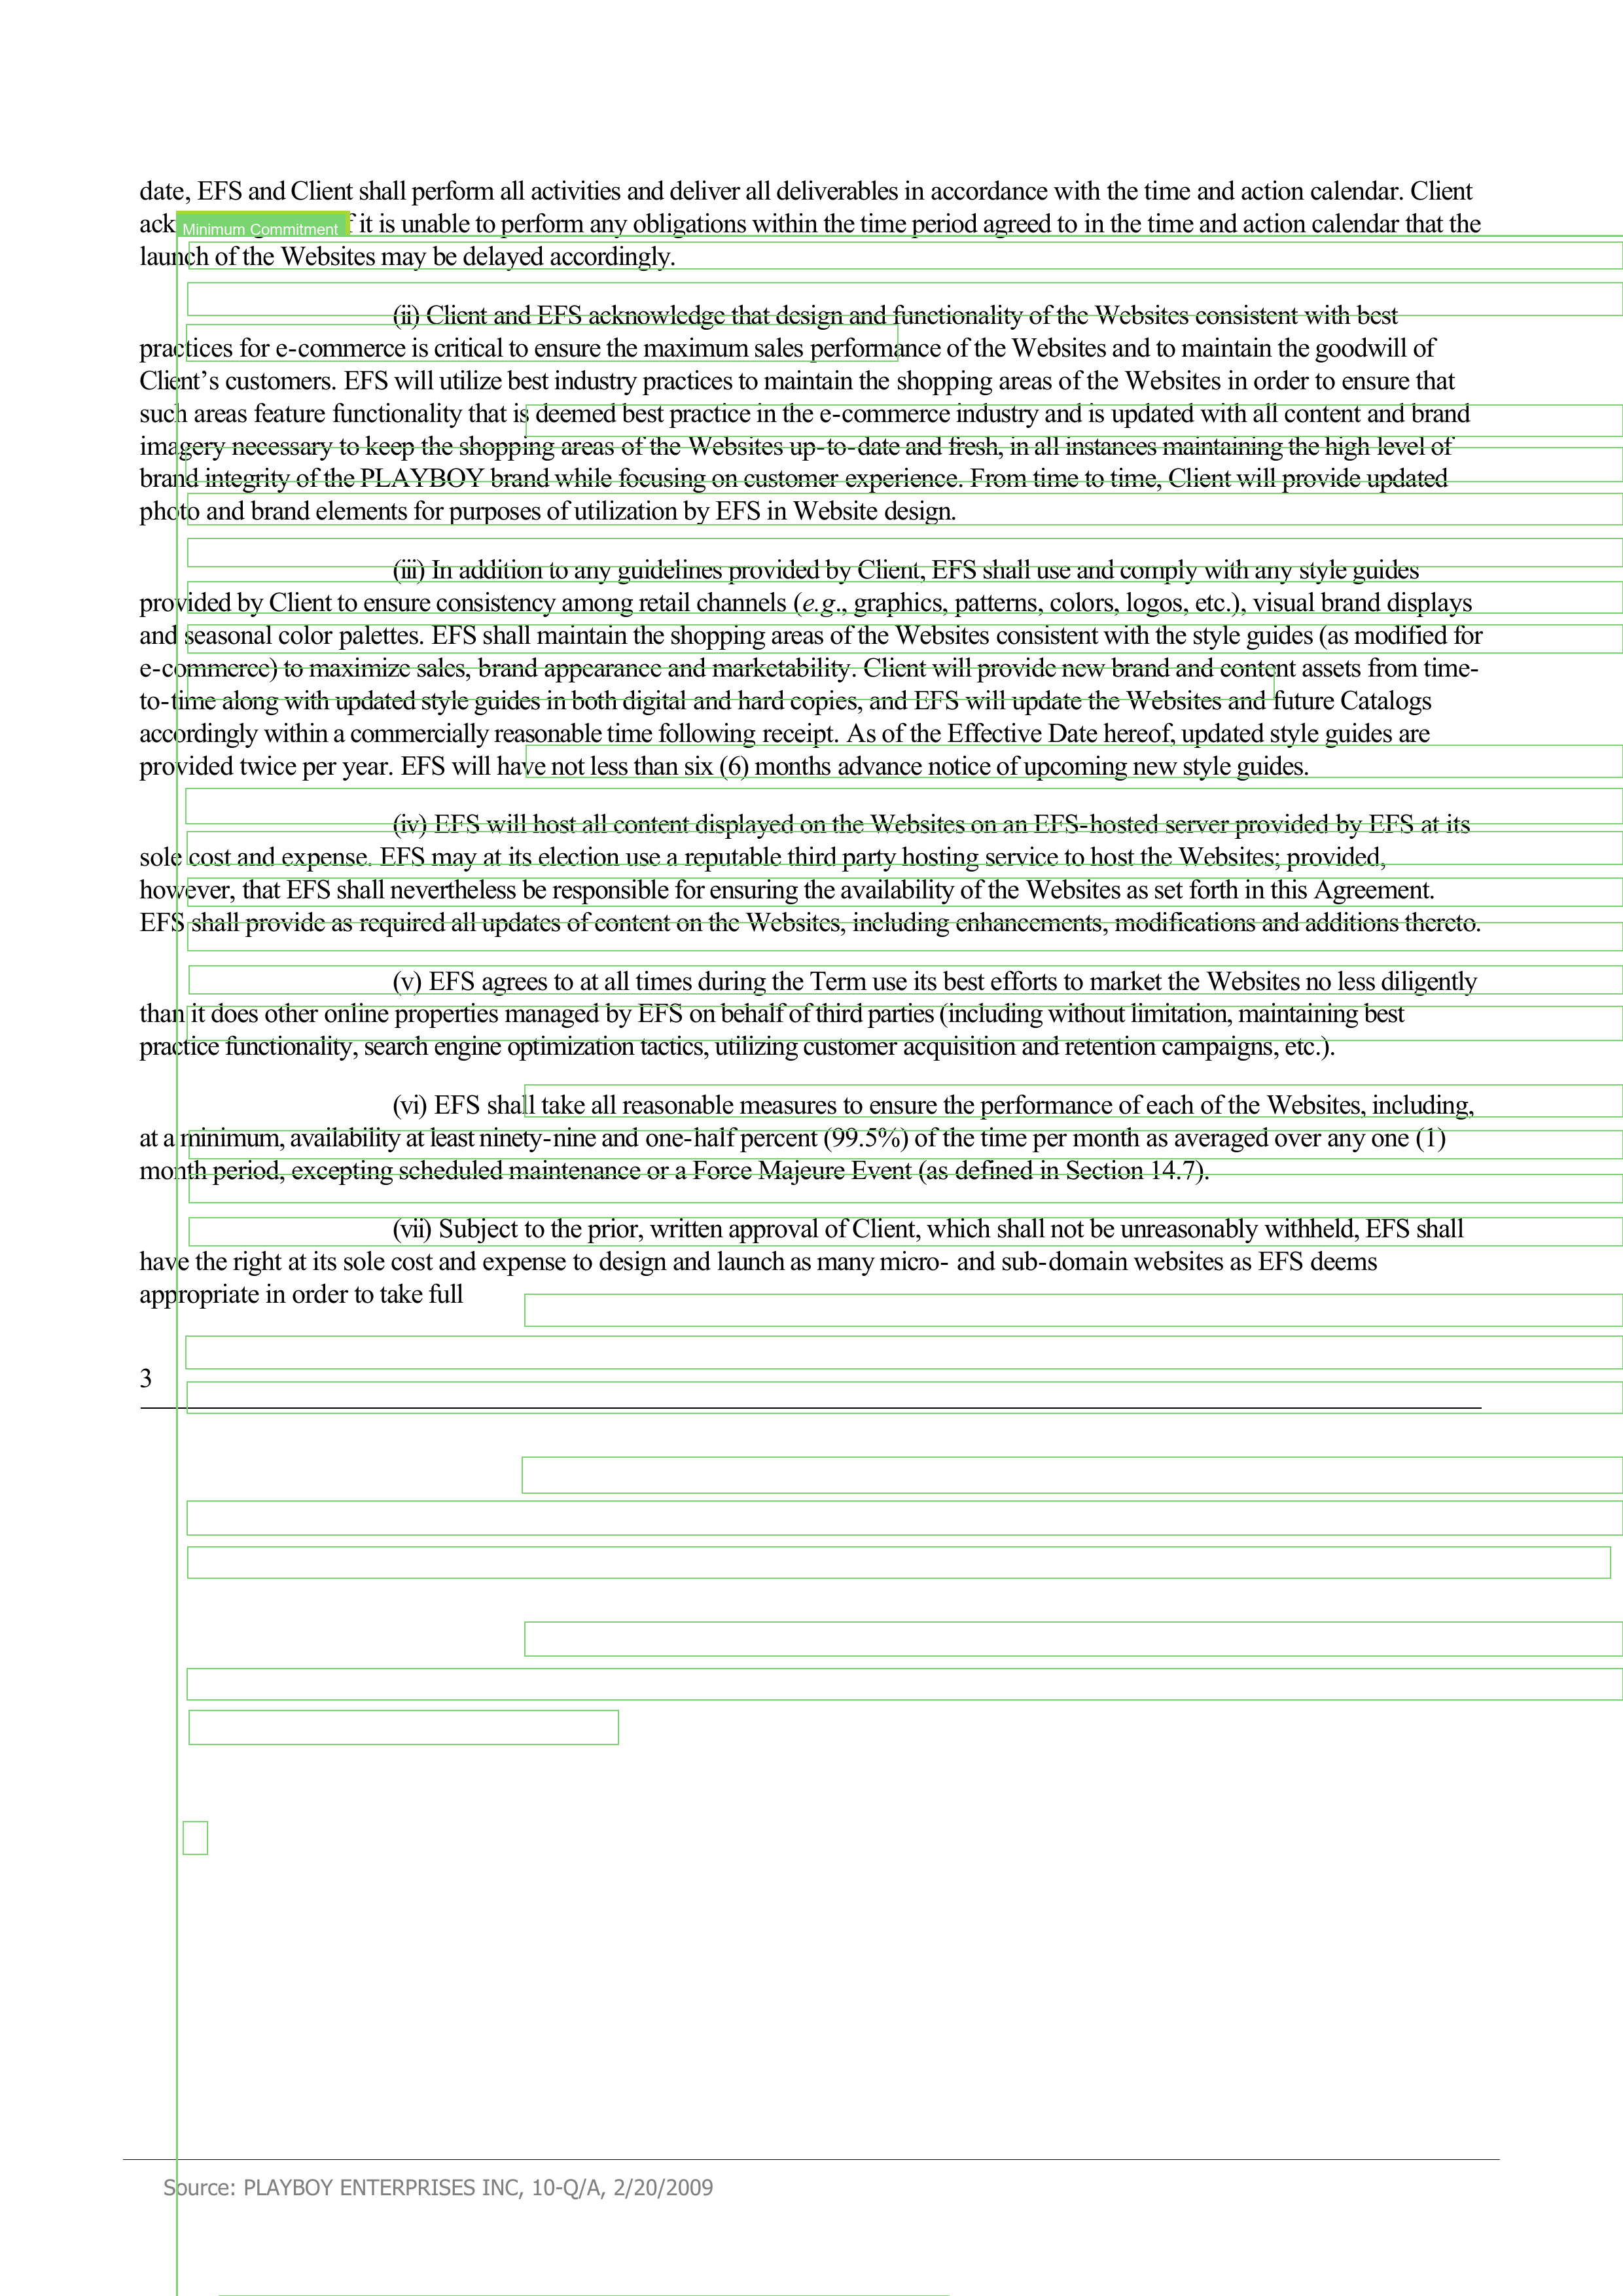 date, EFS and Client shall perform all activities and deliver all deliverables in accordance with the time and action calendar. Client
ack Minimum Commitment f it is unable to perform any obligations within the time period agreed to in the time and action calendar that the
launch of the Websites may be delayed accordingly.
(ii) Client and EFS acknowledge that design and functionality of the Websites consistent with best
practices for e-commerce is critical to ensure the maximum sales performance of the Websites and to maintain the goodwill of
Client’s customers. EFS will utilize best industry practices to maintain the shopping areas of the Websites in order to ensure that
such areas feature functionality that is deemed best practice in the e-commerce industry and is updated with all content and brand
imagery necessary to keep the shopping areas of the Websites up-to-date and fresh, in all instances maintaining the high level of
brand integrity of the PLAYBOY brand while focusing on customer experience. From time to time, Client will provide updated
photo and brand elements for purposes of utilization by EFS in Website design.
(iii) In addition to any guidelines provided by Client, EFS shall use and comply with any style guides
provided by Client to ensure consistency among retail channels (e.g., graphics, patterns, colors, logos, etc.), visual brand displays
and seasonal color palettes. EFS shall maintain the shopping areas of the Websites consistent with the style guides (as modified for
e-commerce) to maximize sales, brand appearance and marketability. Client will provide new brand and content assets from time-
to-time along with updated style guides in both digital and hard copies, and EFS will update the Websites and future Catalogs
accordingly within a commercially reasonable time following receipt. As of the Effective Date hereof, updated style guides are
provided twice per year. EFS will have not less than six (6) months advance notice of upcoming new style guides.
(iv) EFS will host all content displayed on the Websites on an EFS-hosted server provided by EFS at its
sole cost and expense. EFS may at its election use a reputable third party hosting service to host the Websites; provided,
however, that EFS shall nevertheless be responsible for ensuring the availability of the Websites as set forth in this Agreement.
EFS shall provide as required all updates of content on the Websites, including enhancements, modifications and additions thereto.
(v) EFS agrees to at all times during the Term use its best efforts to market the Websites no less diligently
than it does other online properties managed by EFS on behalf of third parties (including without limitation, maintaining best
practice functionality, search engine optimization tactics, utilizing customer acquisition and retention campaigns, etc.).
(vi) EFS shall take all reasonable measures to ensure the performance of each of the Websites, including,
at a minimum, availability at least ninety-nine and one-half percent (99.5%) of the time per month as averaged over any one (1)
month period, excepting scheduled maintenance or a Force Majeure Event (as defined in Section 14.7).
(vii) Subject to the prior, written approval of Client, which shall not be unreasonably withheld, EFS shall
have the right at its sole cost and expense to design and launch as many micro- and sub-domain websites as EFS deems
appropriate in order to take full
3
Source: PLAYBOY ENTERPRISES INC, 10-Q/A, 2/20/2009